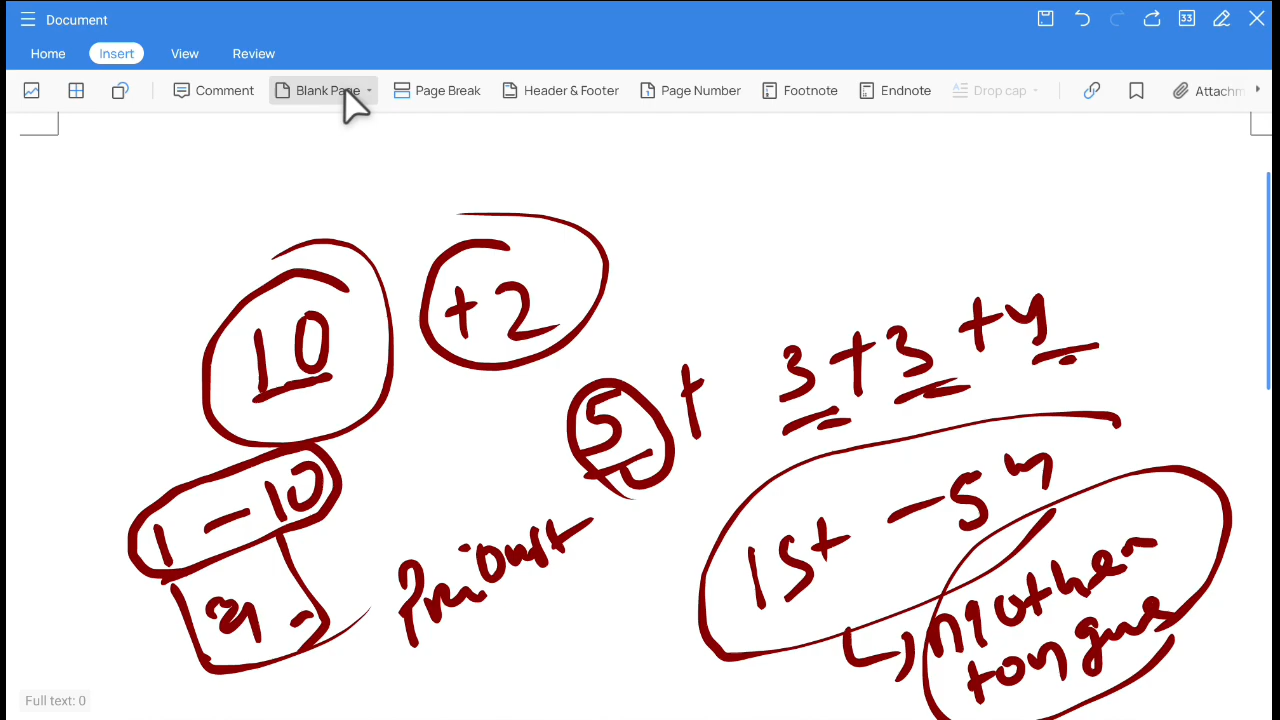 Document
33
Home Insert View Review
Comment Blank Page Page Break Header & Footer Page Number Footnote Endnote Drop cap Attachm
10 +2
5 + 3+3+4
1-10
1st - 5th
mother
tongue
Full text: 0